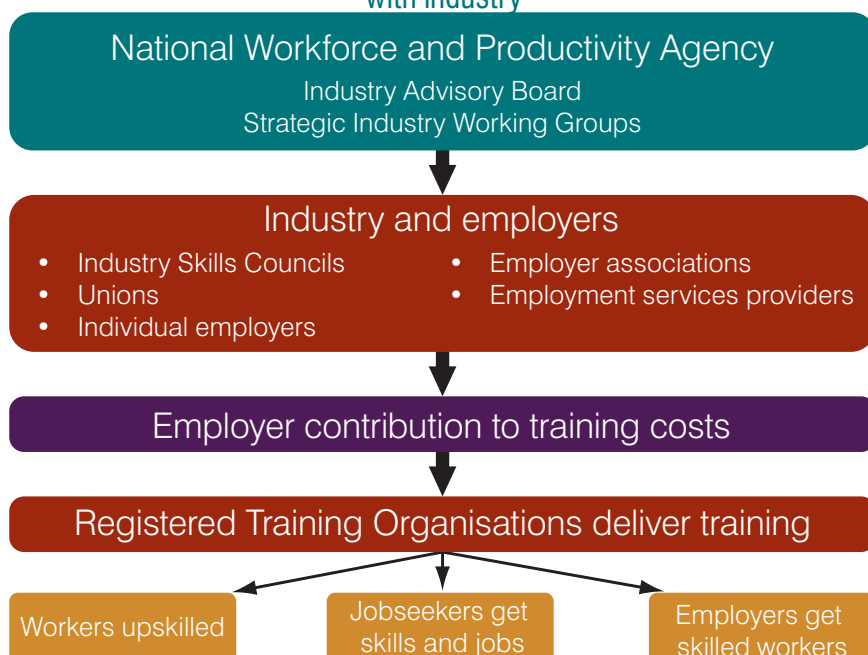 with industry
National Workforce and Productivity Agency
Industry Advisory Board
Strategic Industry Working Groups
Industry and employers
• Industry Skills Councils
• Unions
• Individual employers
• Employer associations
• Employment services providers
Employer contribution to training costs
Registered Training Organisations deliver training
Workers upskilled
Jobseekers get
skills and jobs
Employers get
skilled workers